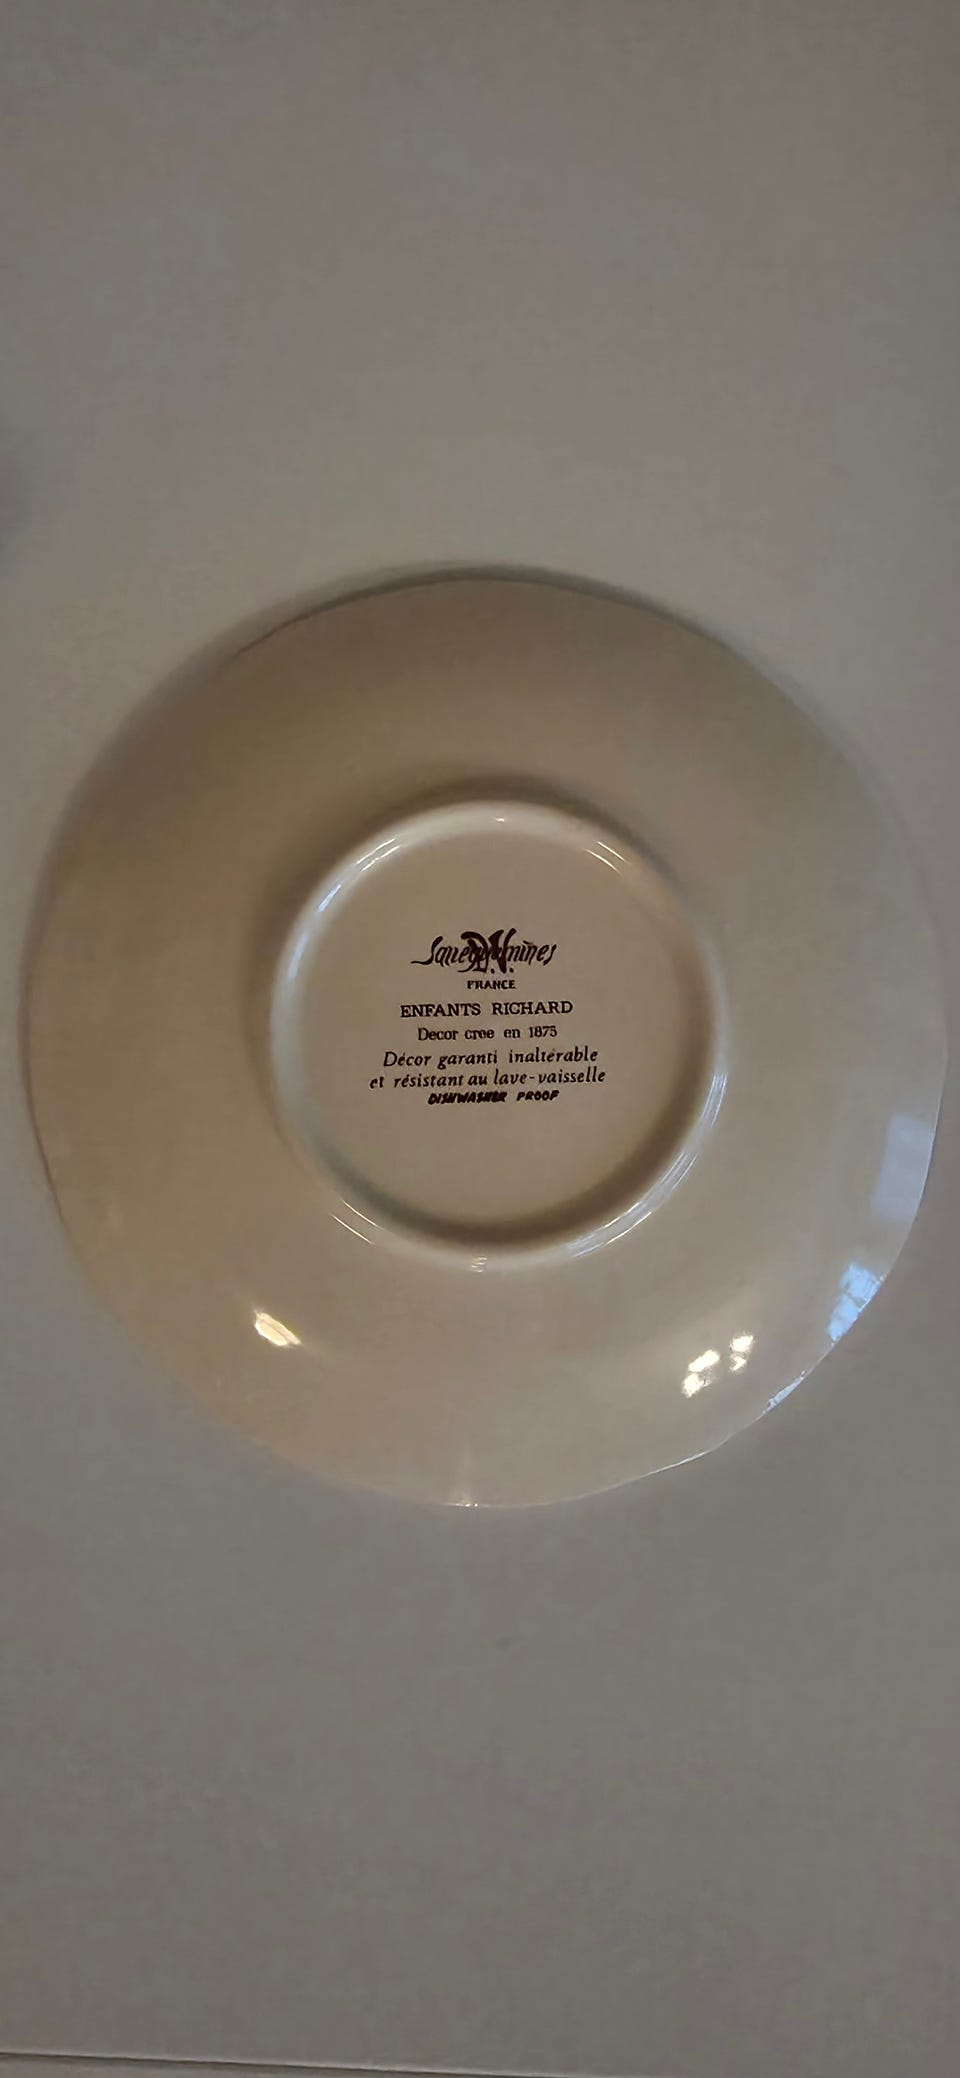 Sarreguemines
FRANCE
ENFANTS RICHARD
Decor cree en 1875
Décor garanti inaltérable
et résistant au lave-vaisselle
DISHWASHER PROOF